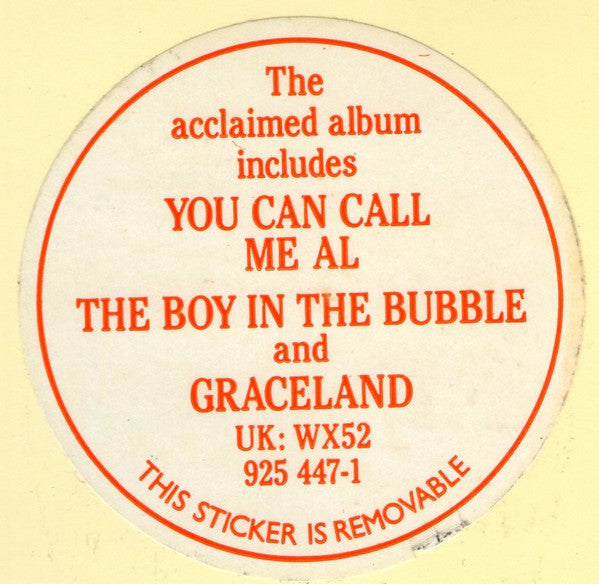 The
acclaimed album
includes
YOU CAN CALL
ME AL
THE BOY IN THE BUBBLE
and
GRACELAND
UK: WX52
925 447-1
THIS STICKER IS REMOVABLE